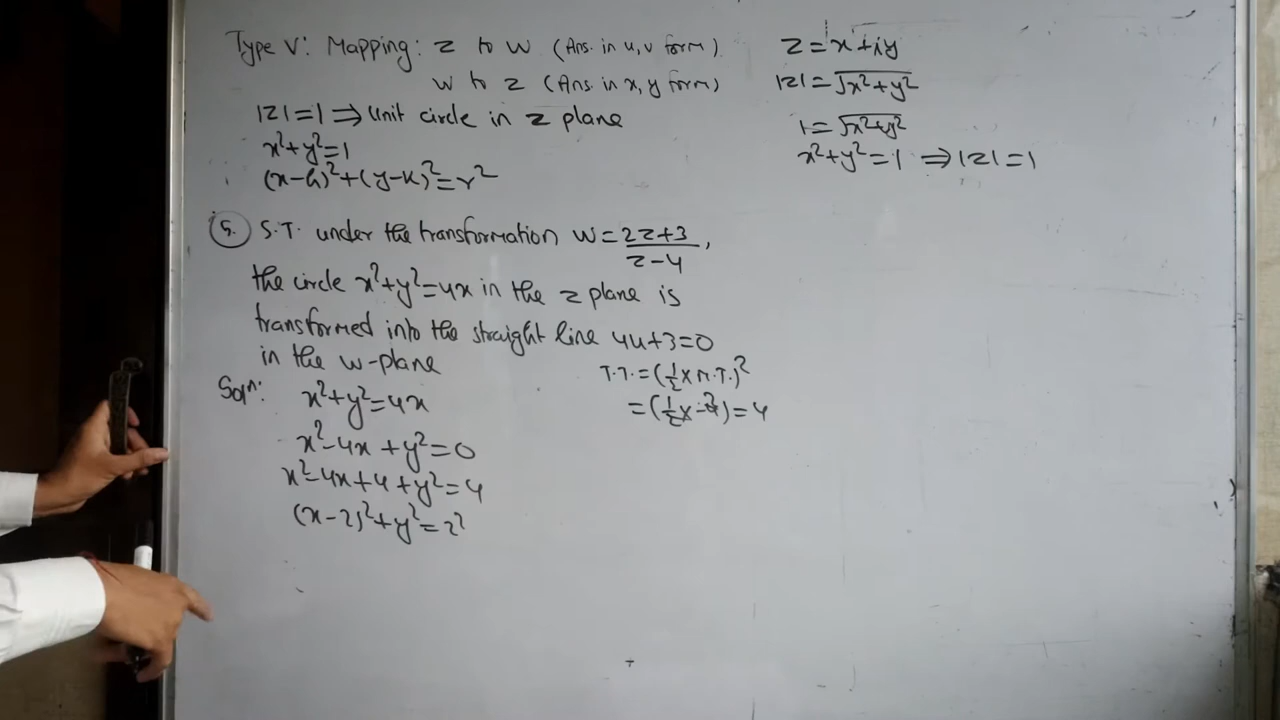 Type V: Mapping: z to w (Ans. in u, v form)
w to z (Ans. in x, y form)
|z|=1 ⇒ Unit circle in z plane
x²+y²=1
(x-h)²+(y-k)²=r²
z=x+iy
|z|=√x²+y²
1=√x²+y²
x²+y²=1 ⇒|z|=1
5. S.T. under the transformation w=2z+3/z-4,
the circle x²+y²=4x in the z plane is
transformed into the straight line 4u+3=0
in the w-plane
Solⁿ: x²+y²=4x
x²-4x+y²=0
x²-4x+4+y²=4
(x-2)²+y²=2²
T.T.=(1/2×M.T.)²
=(1/2×-4)²=4